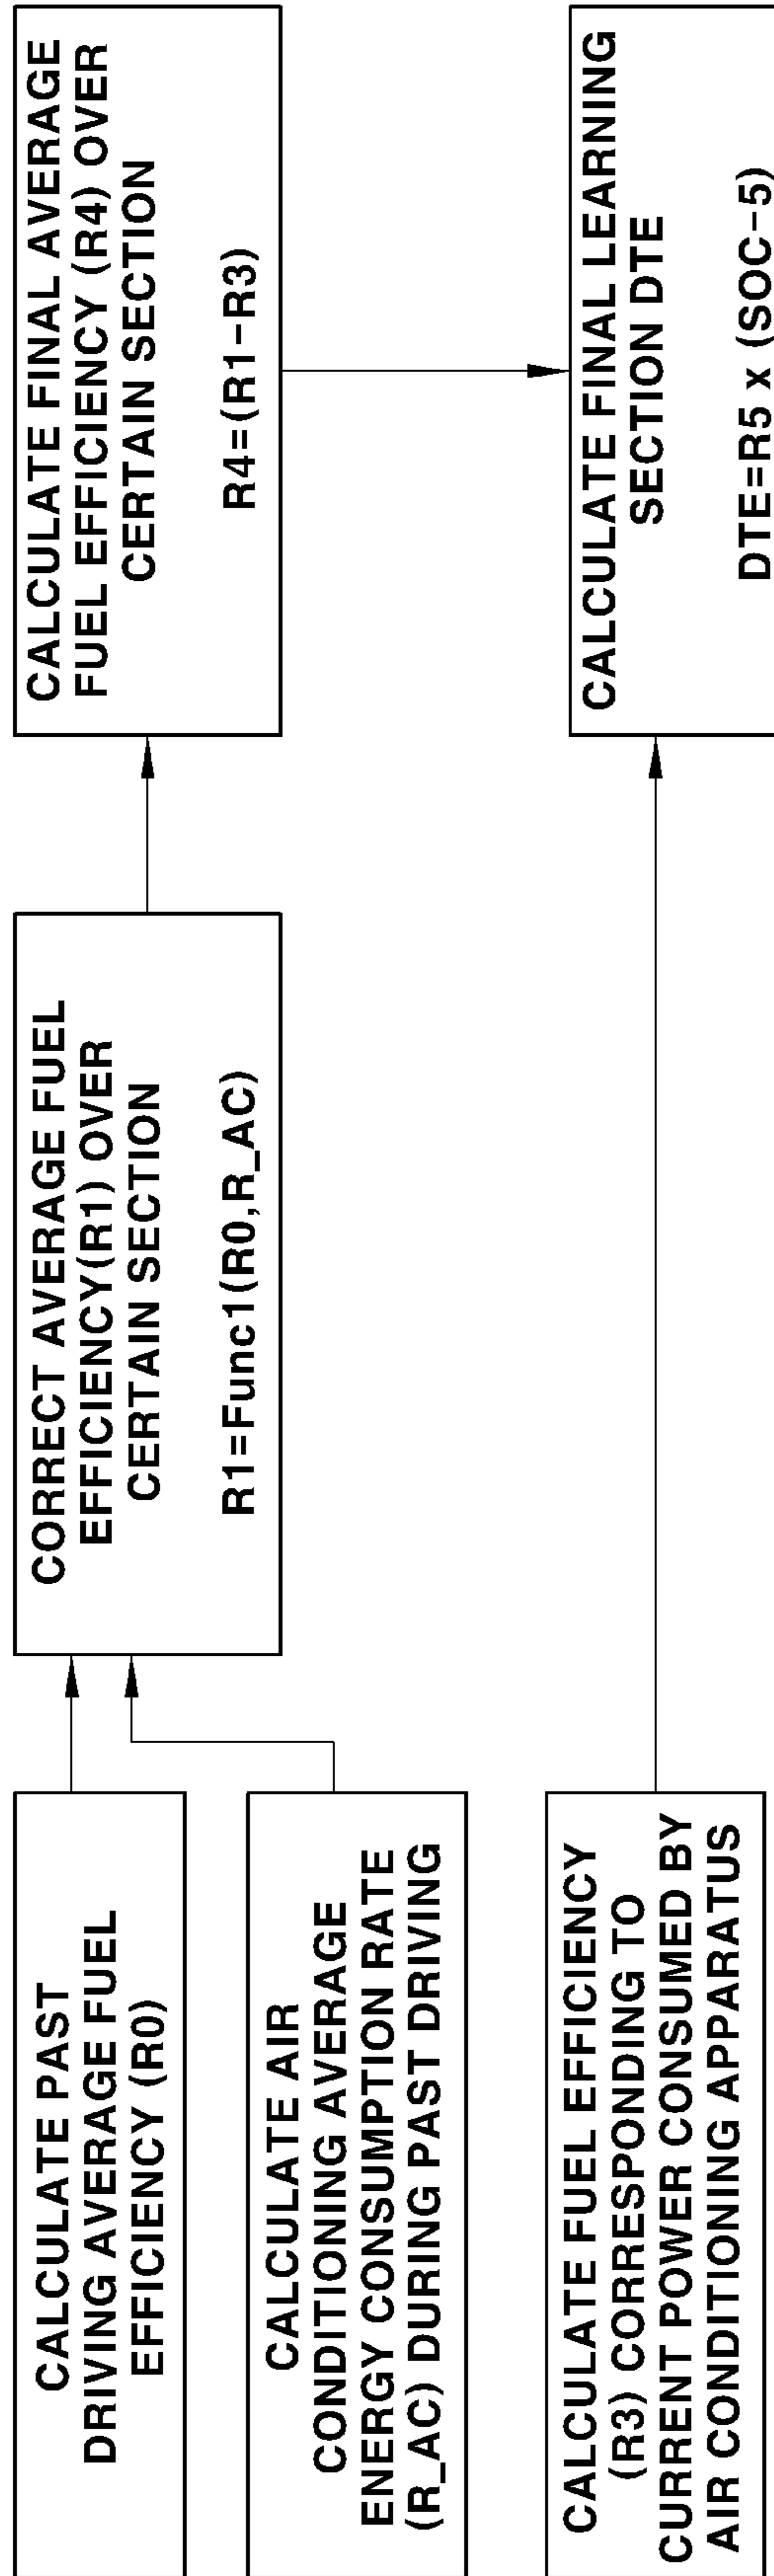 CALCULATE PAST
DRIVING AVERAGE FUEL
EFFICIENCY (R0)
CALCULATE AIR
CONDITIONING AVERAGE
ENERGY CONSUMPTION RATE
(R_AC) DURING PAST DRIVING
CALCULATE FUEL EFFICIENCY
(R3) CORRESPONDING TO
CURRENT POWER CONSUMED BY
AIR CONDITIONING APPARATUS
CORRECT AVERAGE FUEL
EFFICIENCY(R1) OVER
CERTAIN SECTION
R1=Func1(R0,R_AC)
CALCULATE FINAL AVERAGE
FUEL EFFICIENCY (R4) OVER
CERTAIN SECTION
R4=(R1-R3)
CALCULATE FINAL LEARNING
SECTION DTE
DTE=R5 x (SOC-5)